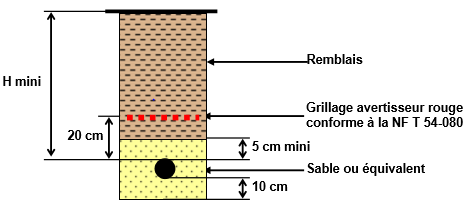 Remblais
H mini
Grillage avertisseur rouge
conforme à la NF T 54-080
20 cm
5 cm mini
Sable ou équivalent
10 cm